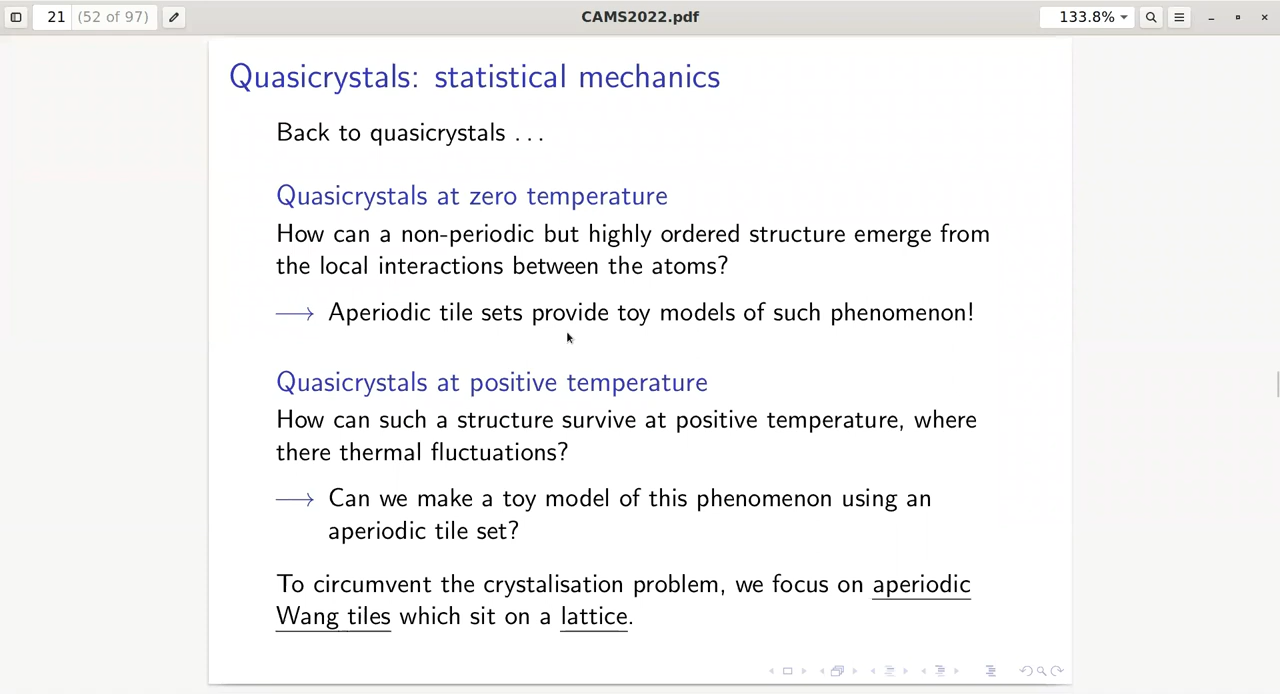 21 (52 of 97) CAMS2022.pdf 133.8%
Quasicrystals: statistical mechanics
Back to quasicrystals ...
Quasicrystals at zero temperature
How can a non-periodic but highly ordered structure emerge from
the local interactions between the atoms?
⟶ Aperiodic tile sets provide toy models of such phenomenon!
Quasicrystals at positive temperature
How can such a structure survive at positive temperature, where
there thermal fluctuations?
⟶ Can we make a toy model of this phenomenon using an
aperiodic tile set?
To circumvent the crystalisation problem, we focus on aperiodic
Wang tiles which sit on a lattice.